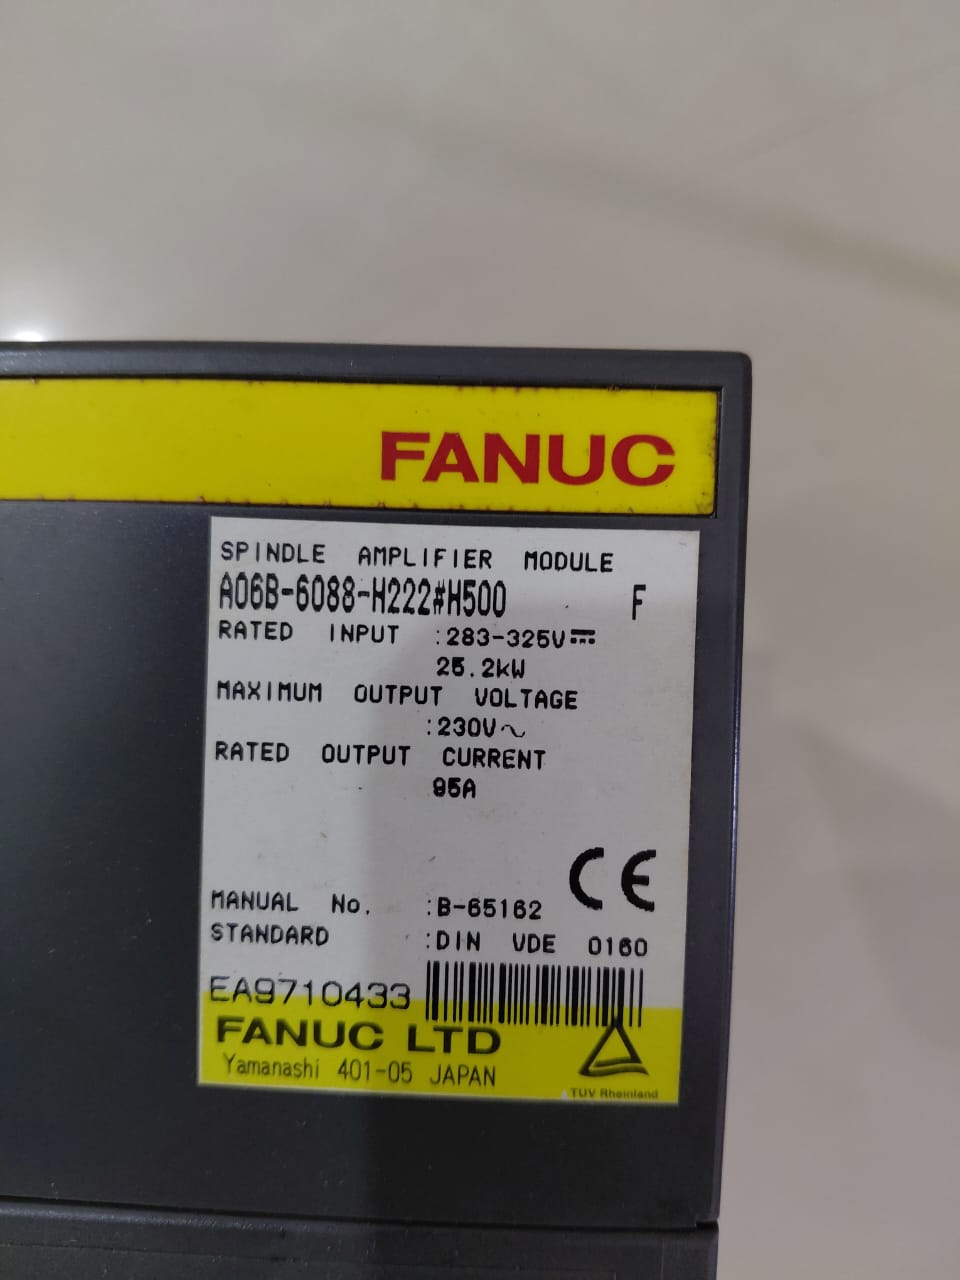 FANUC
SPINDLE AMPLIFIER MODULE
A06B-6088-H222#H500 F
RATED INPUT :283-325V⎓
25.2kW
MAXIMUM OUTPUT VOLTAGE
:230V~
RATED OUTPUT CURRENT
95A
CE
MANUAL No. :B-65162
STANDARD :DIN VDE 0160
EA9710433
FANUC LTD
Yamanashi 401-05 JAPAN
TÜV Rheinland